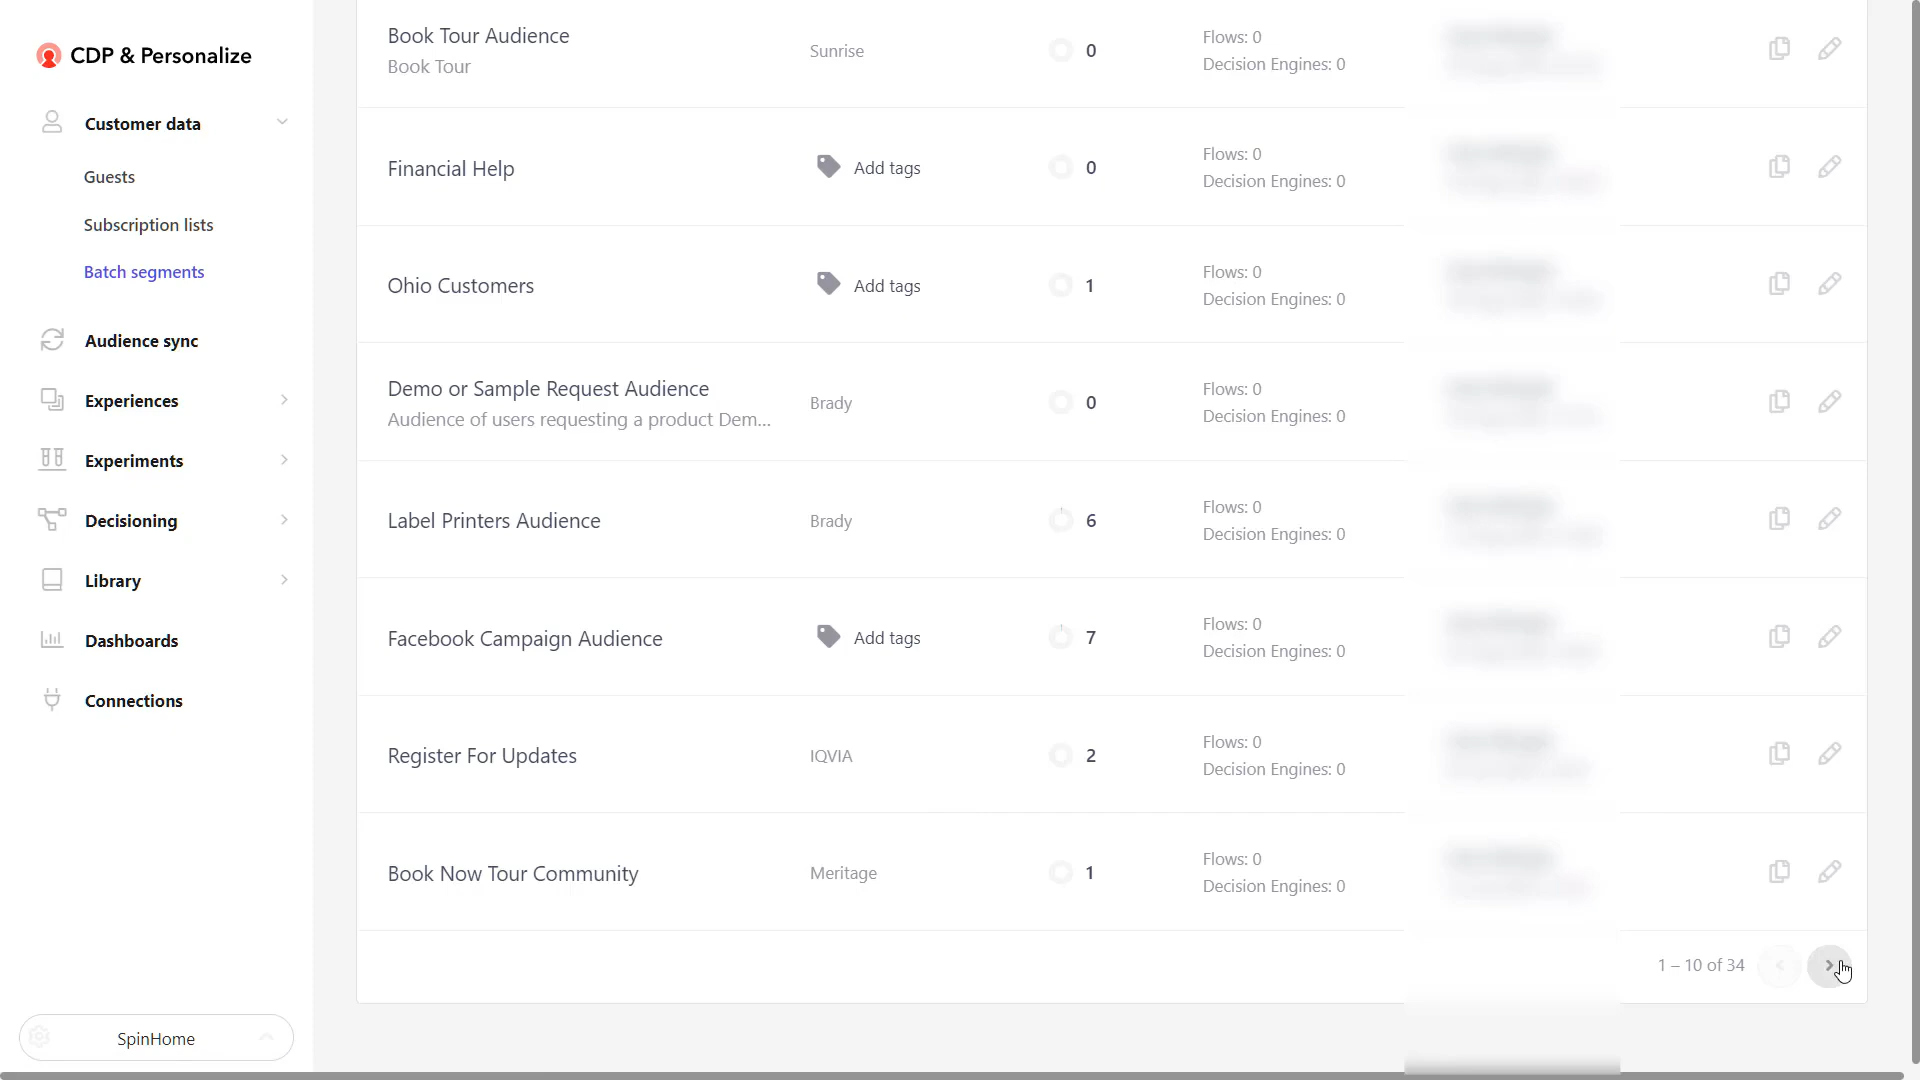 CDP & Personalize
Customer data
Guests
Subscription lists
Batch segments
Audience sync
Experiences
Experiments
Decisioning
Library
Dashboards
Connections
SpinHome
Book Tour Audience
Book Tour
Sunrise
0
Flows: 0
Decision Engines: 0
Financial Help
Add tags
0
Flows: 0
Decision Engines: 0
Ohio Customers
Add tags
1
Flows: 0
Decision Engines: 0
Demo or Sample Request Audience
Audience of users requesting a product Dem...
Brady
0
Flows: 0
Decision Engines: 0
Label Printers Audience
Brady
6
Flows: 0
Decision Engines: 0
Facebook Campaign Audience
Add tags
7
Flows: 0
Decision Engines: 0
Register For Updates
IQVIA
2
Flows: 0
Decision Engines: 0
Book Now Tour Community
Meritage
1
Flows: 0
Decision Engines: 0
1 – 10 of 34